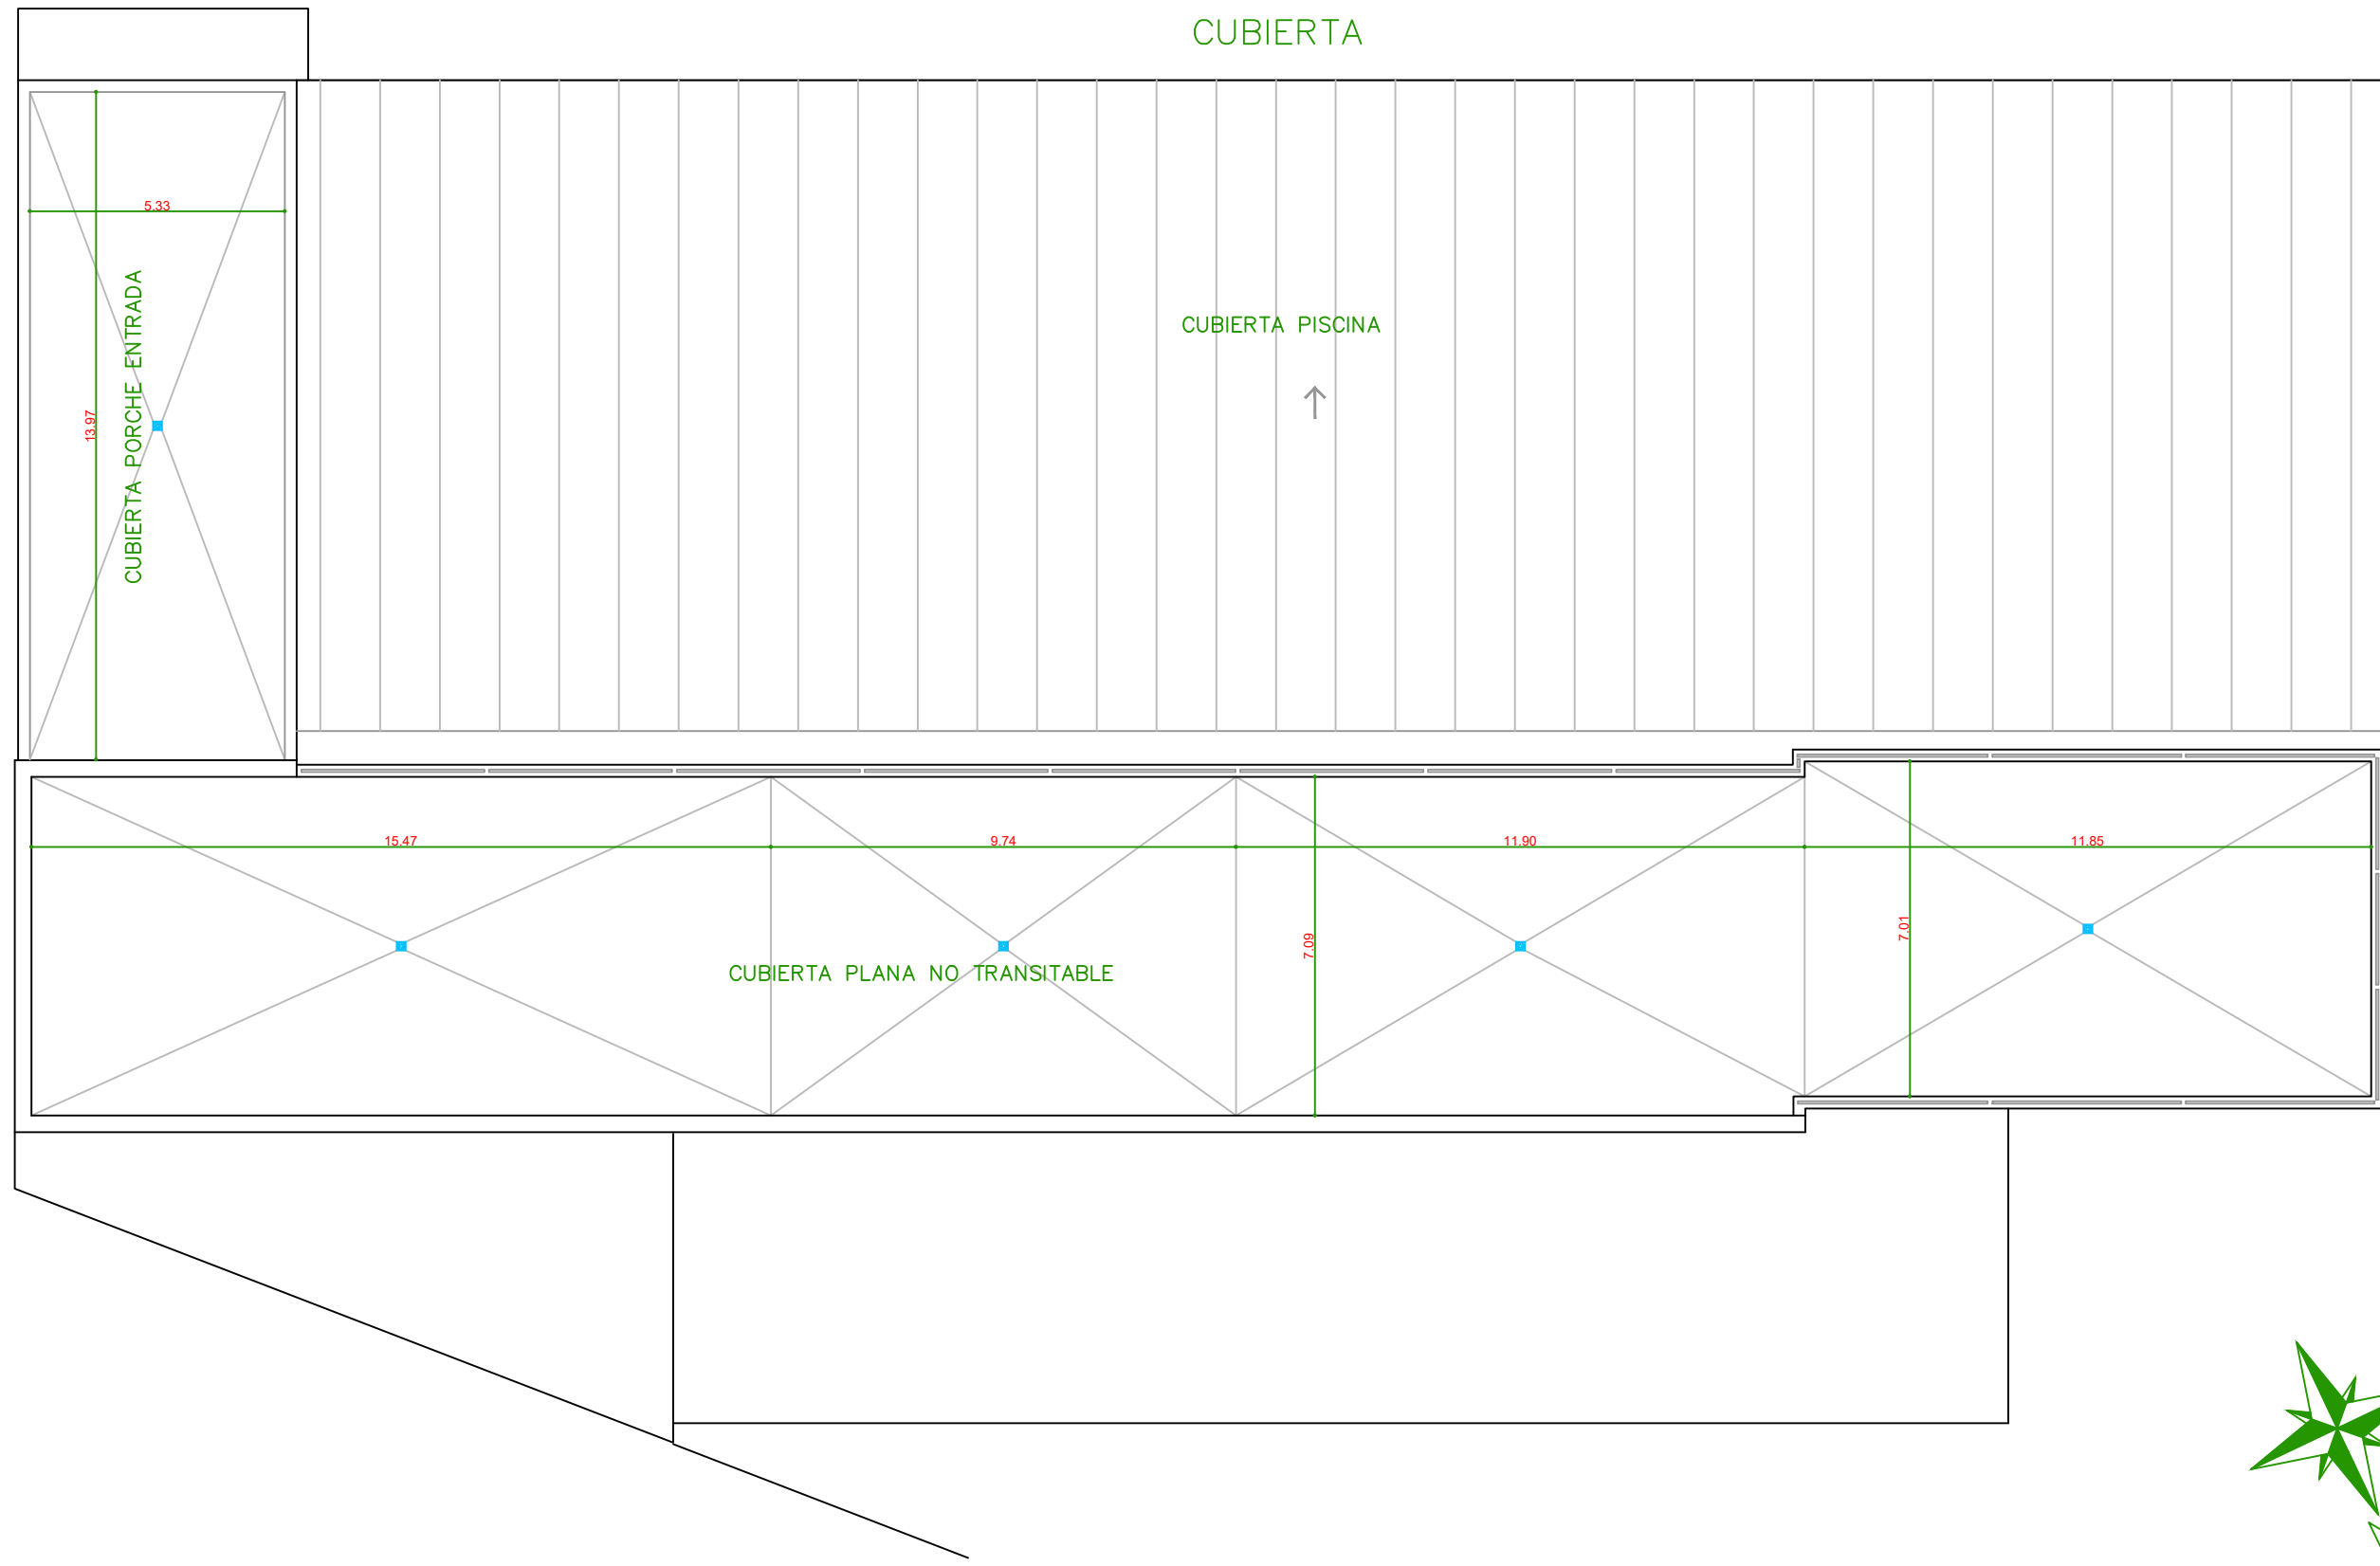 CUBIERTA
5.33
CUBIERTA PISCINA
13.97
CUBIERTA PORCHE ENTRADA
15.47
9.74
11.90
11.85
7.09
7.01
CUBIERTA PLANA NO TRANSITABLE